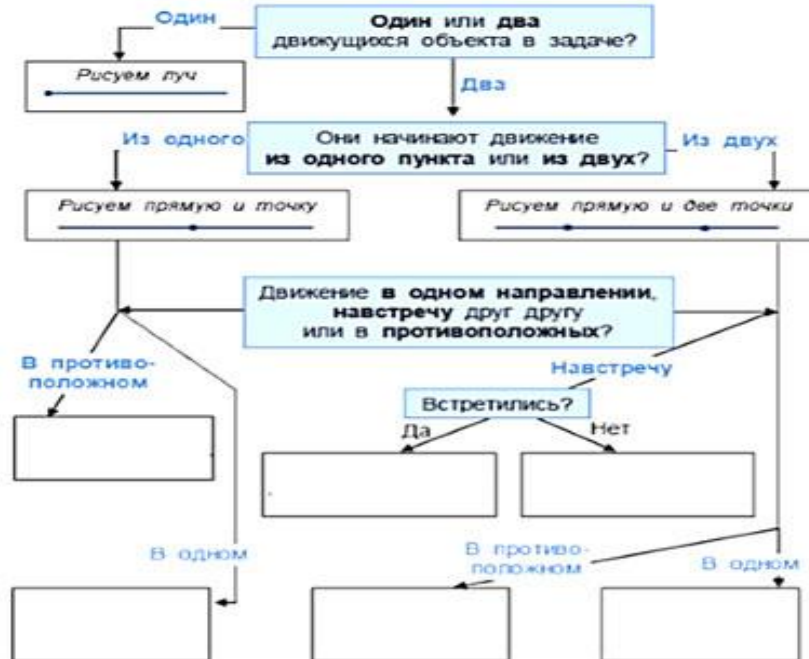 Один
Один или два
движущихся объекта в задаче?
Рисуем луч
Два
Из одного
Они начинают движение
из одного пункта или из двух?
Из двух
Рисуем прямую и точку
Рисуем прямую и две точки
Движение в одном направлении,
навстречу друг другу
или в противоположных?
В противо-
положном
Навстречу
Встретились?
Да
Нет
В одном
В противо-
положном
В одном